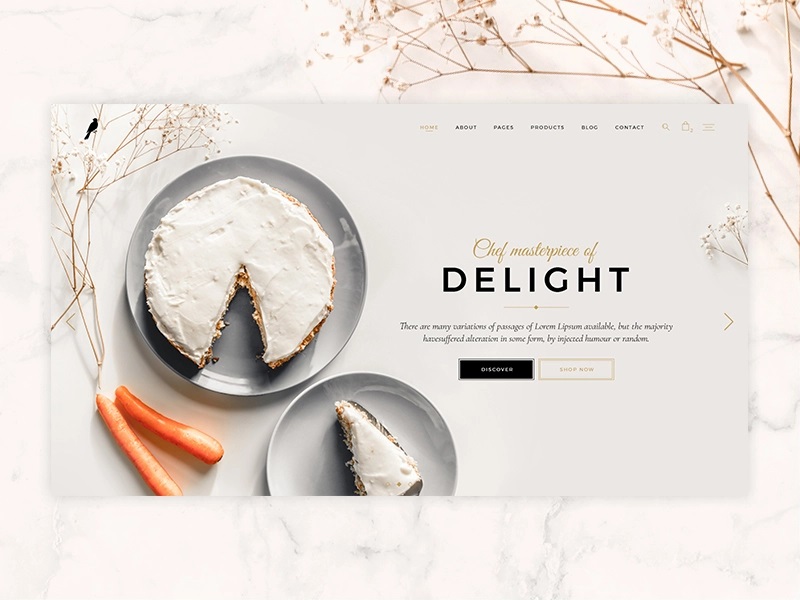 HOME ABOUT PAGES PRODUCTS BLOG CONTACT 2
Chef masterpiece of
DELIGHT
There are many variations of passages of Lorem Lipsum available, but the majority
havesuffered alteration in some form, by injected humour or random.
DISCOVER SHOP NOW